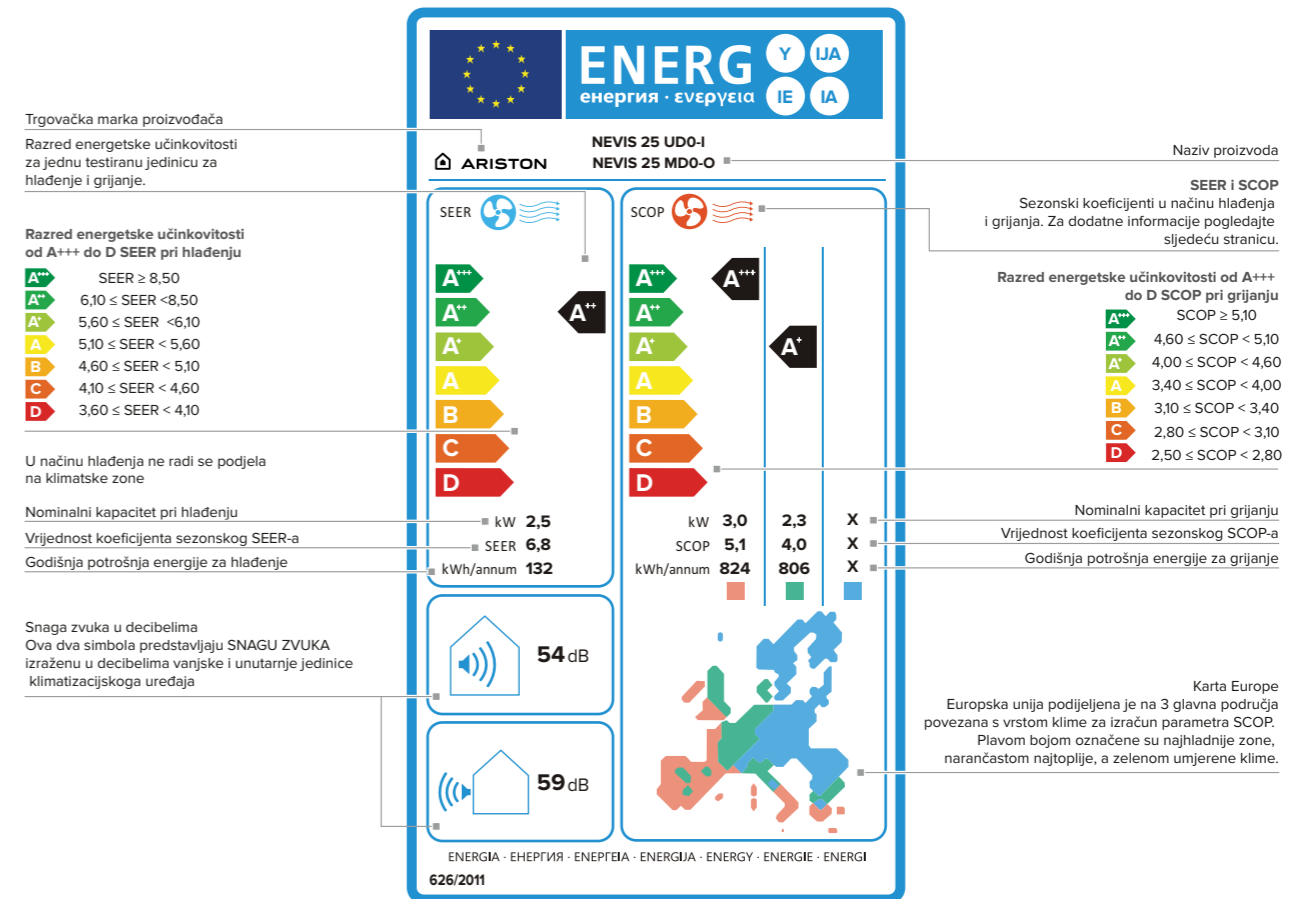 ENERG
енергия · ενεργεια
Y
IJA
IE
IA
Trgovačka marka proizvođača
Razred energetske učinkovitosti
za jednu testiranu jedinicu za
hlađenje i grijanje.
ARISTON
NEVIS 25 UD0-I
NEVIS 25 MD0-O
Naziv proizvoda
SEER i SCOP
Sezonski koeficijenti u načinu hlađenja
i grijanja. Za dodatne informacije pogledajte
sljedeću stranicu.
Razred energetske učinkovitosti
od A+++ do D SEER pri hlađenju
A+++ SEER ≥ 8,50
A++ 6,10 ≤ SEER <8,50
A+ 5,60 ≤ SEER <6,10
A 5,10 ≤ SEER < 5,60
B 4,60 ≤ SEER < 5,10
C 4,10 ≤ SEER < 4,60
D 3,60 ≤ SEER < 4,10
U načinu hlađenja ne radi se podjela
na klimatske zone
Nominalni kapacitet pri hlađenju
Vrijednost koeficijenta sezonskog SEER-a
Godišnja potrošnja energije za hlađenje
Snaga zvuka u decibelima
Ova dva simbola predstavljaju SNAGU ZVUKA
izraženu u decibelima vanjske i unutarnje jedinice
klimatizacijskoga uređaja
SEER
A+++
A++
A+
A
B
C
D
A++
kW 2,5
SEER 6,8
kWh/annum 132
54 dB
59 dB
SCOP
A+++
A++
A+
A
B
C
D
A+++
A+
kW 3,0 2,3 X
SCOP 5,1 4,0 X
kWh/annum 824 806 X
Razred energetske učinkovitosti od A+++
do D SCOP pri grijanju
A+++ SCOP ≥ 5,10
A++ 4,60 ≤ SCOP < 5,10
A+ 4,00 ≤ SCOP < 4,60
A 3,40 ≤ SCOP < 4,00
B 3,10 ≤ SCOP < 3,40
C 2,80 ≤ SCOP < 3,10
D 2,50 ≤ SCOP < 2,80
Nominalni kapacitet pri grijanju
Vrijednost koeficijenta sezonskog SCOP-a
Godišnja potrošnja energije za grijanje
Karta Europe
Europska unija podijeljena je na 3 glavna područja
povezana s vrstom klime za izračun parametra SCOP.
Plavom bojom označene su najhladnije zone,
narančastom najtoplije, a zelenom umjerene klime.
ENERGIA · ЕНЕРГИЯ · ΕΝΕΡΓΕΙΑ · ENERGIJA · ENERGY · ENERGIE · ENERGI
626/2011